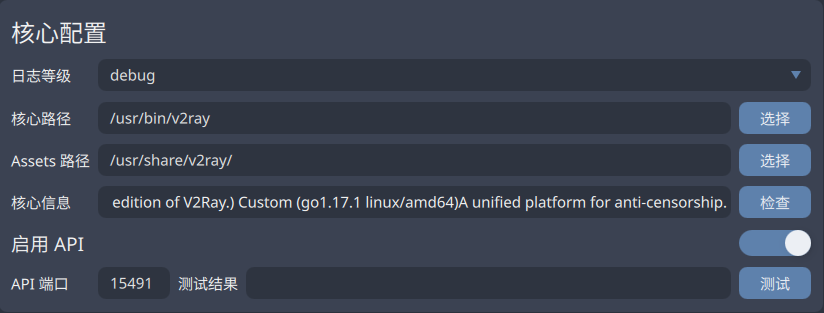 核心配置
日志等级 debug
核心路径 /usr/bin/v2ray 选择
Assets 路径 /usr/share/v2ray/ 选择
核心信息 edition of V2Ray.) Custom (go1.17.1 linux/amd64)A unified platform for anti-censorship. 检查
启用 API
API 端口 15491 测试结果 测试